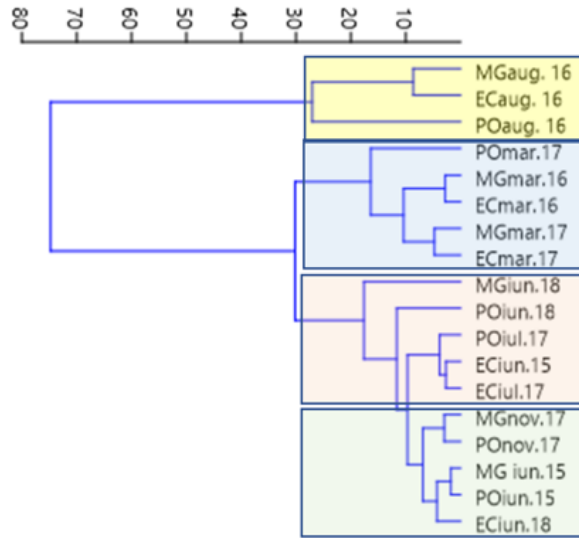 80 70 60 50 40 30 20 10
MGaug. 16
ECaug. 16
POaug. 16
POmar.17
MGmar.16
ECmar.16
MGmar.17
ECmar.17
MGiun.18
POiun.18
POiul.17
ECiun.15
ECiul.17
MGnov.17
POnov.17
MG iun.15
POiun.15
ECiun.18